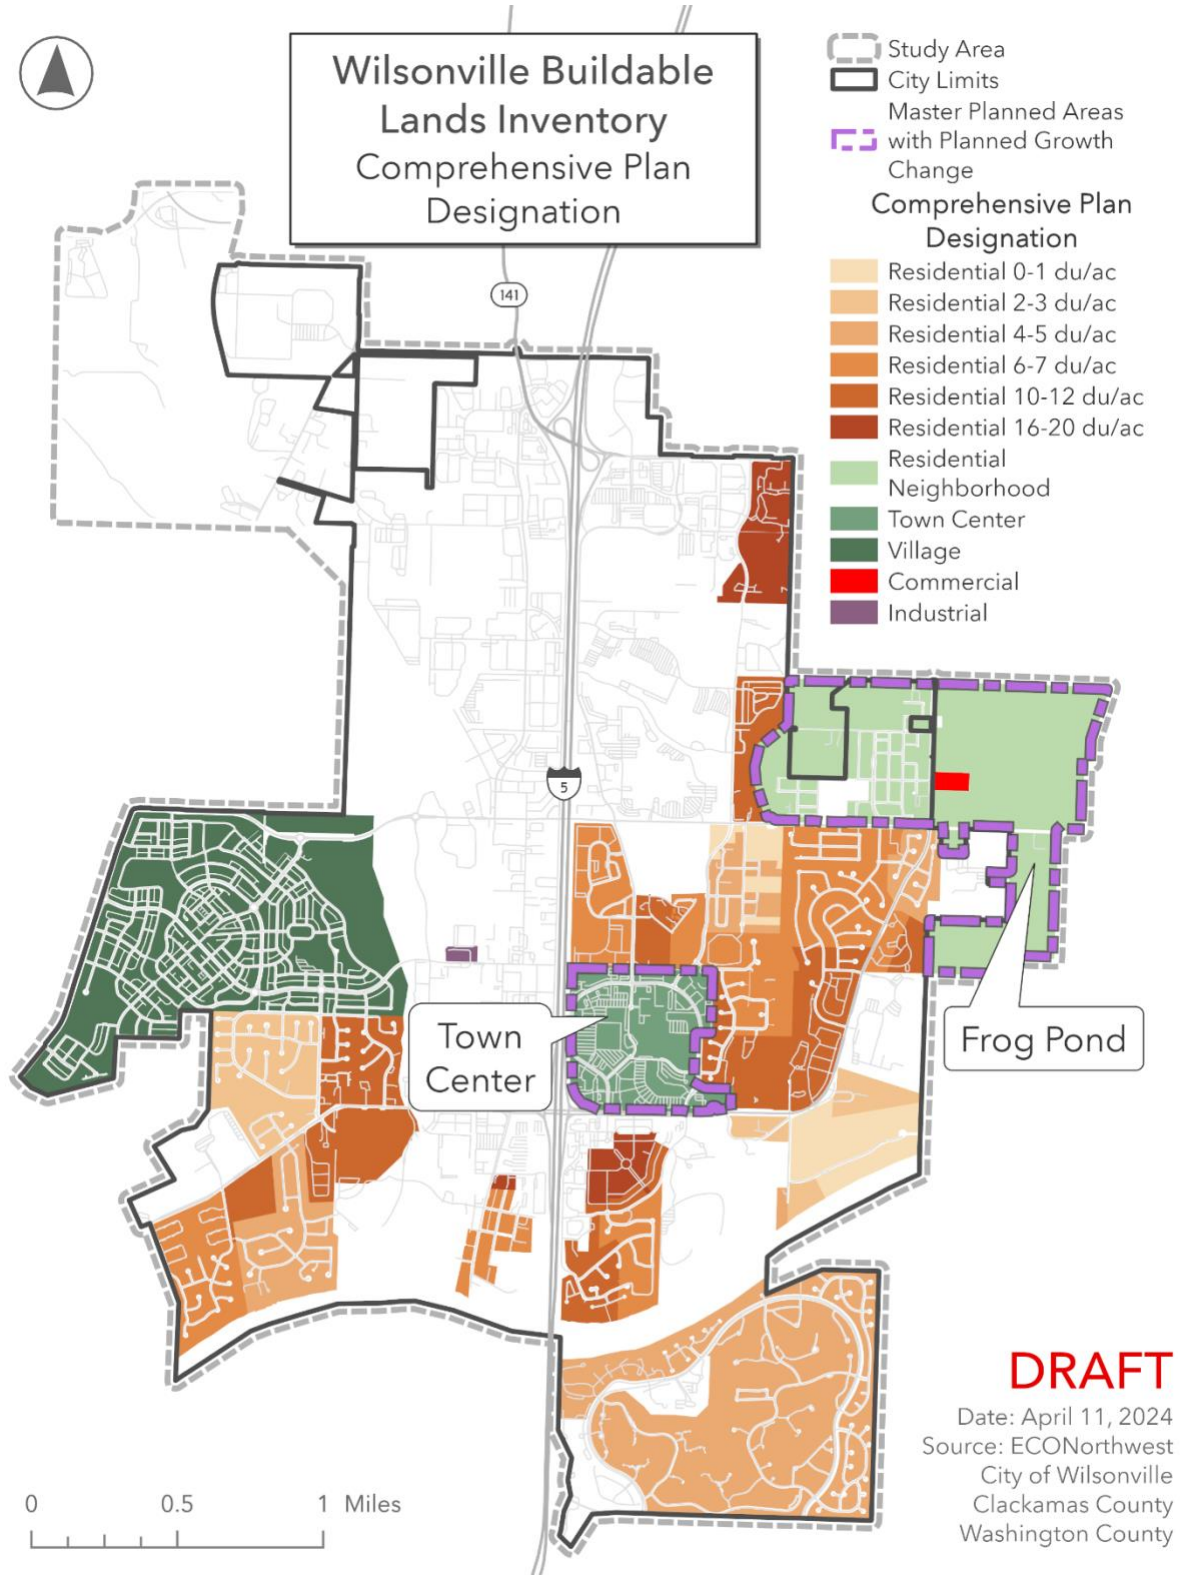 Wilsonville Buildable
Lands Inventory
Comprehensive Plan
Designation
Study Area
City Limits
Master Planned Areas
with Planned Growth
Change
Comprehensive Plan
Designation
Residential 0-1 du/ac
Residential 2-3 du/ac
Residential 4-5 du/ac
Residential 6-7 du/ac
Residential 10-12 du/ac
Residential 16-20 du/ac
Residential
Neighborhood
Town Center
Village
Commercial
Industrial
141
5
Town
Center
Frog Pond
DRAFT
Date: April 11, 2024
Source: ECONorthwest
City of Wilsonville
Clackamas County
Washington County
0 0.5 1 Miles